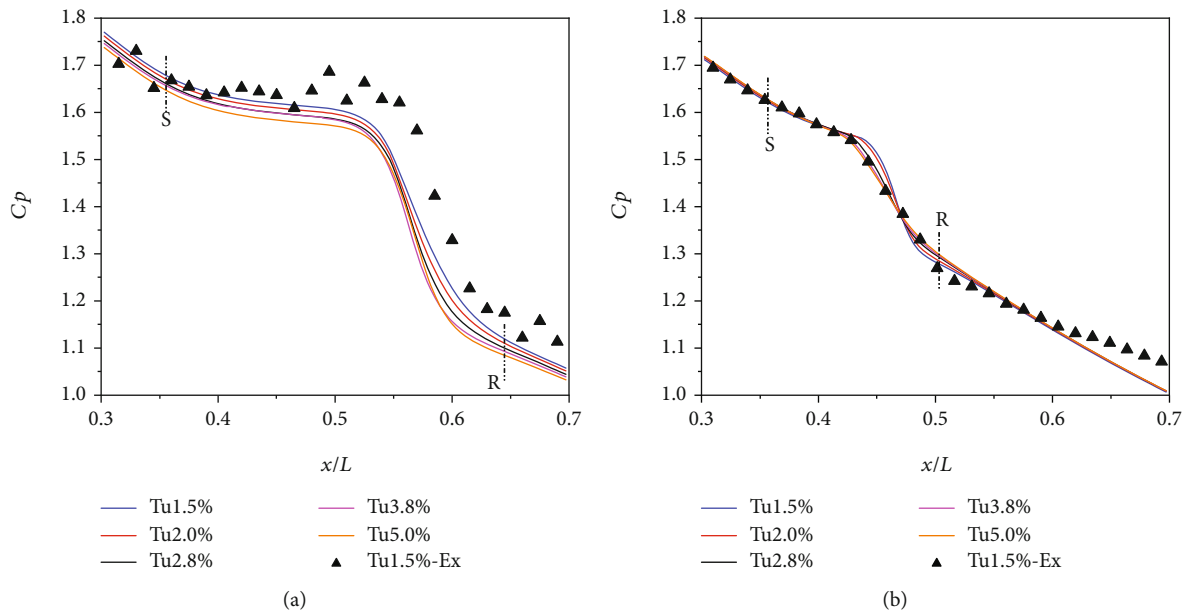 1.8
1.7
1.6
1.5
1.4
1.3
1.2
1.1
1.0
Cp
S
R
0.3 0.4 0.5 0.6 0.7
x/L
Tu1.5% Tu3.8%
Tu2.0% Tu5.0%
Tu2.8% Tu1.5%-Ex
(a)
1.8
1.7
1.6
1.5
1.4
1.3
1.2
1.1
1.0
Cp
S
R
0.3 0.4 0.5 0.6 0.7
x/L
Tu1.5% Tu3.8%
Tu2.0% Tu5.0%
Tu2.8% Tu1.5%-Ex
(b)